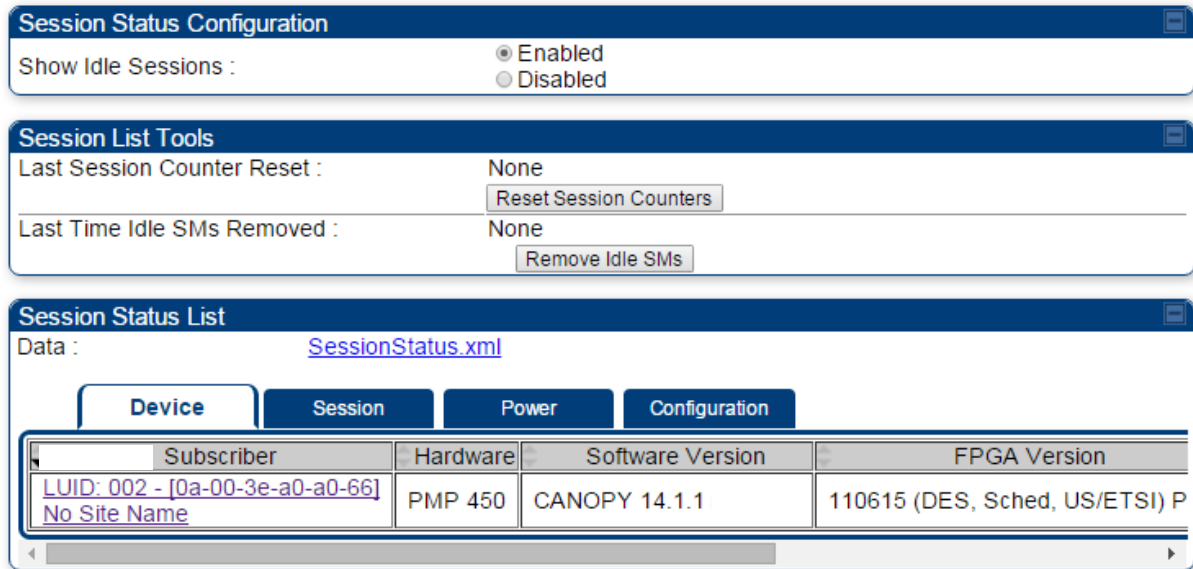 Session Status Configuration
Show Idle Sessions :
Enabled
Disabled
Session List Tools
Last Session Counter Reset :
None
Reset Session Counters
Last Time Idle SMs Removed :
None
Remove Idle SMs
Session Status List
Data :
SessionStatus.xml
Device
Session
Power
Configuration
Subscriber
Hardware
Software Version
FPGA Version
LUID: 002 - [0a-00-3e-a0-a0-66]
No Site Name
PMP 450
CANOPY 14.1.1
110615 (DES, Sched, US/ETSI) P